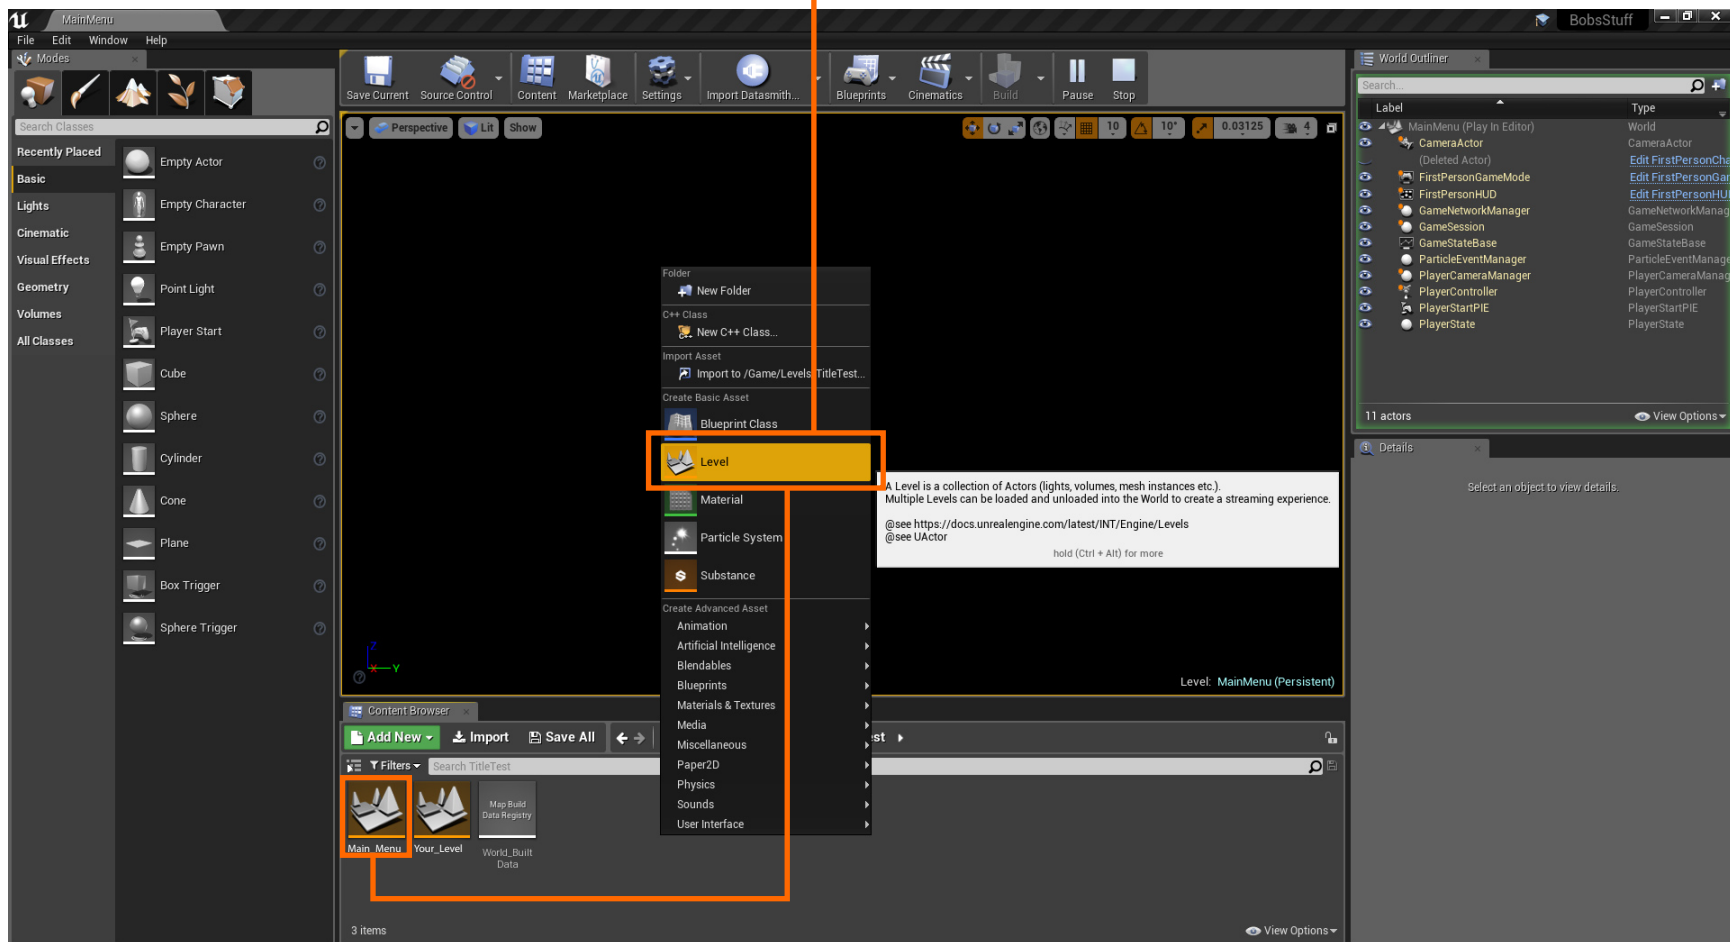 MainMenu
BobsStuff
File Edit Window Help
Modes
Save Current Source Control Content Marketplace Settings Import Datasmith... Blueprints Cinematics Build Pause Stop
Search Classes
Recently Placed
Basic
Lights
Cinematic
Visual Effects
Geometry
Volumes
All Classes
Empty Actor
Empty Character
Empty Pawn
Point Light
Player Start
Cube
Sphere
Cylinder
Cone
Plane
Box Trigger
Sphere Trigger
Perspective Lit Show
10 10° 0.03125 4
Folder
New Folder
C++ Class
New C++ Class...
Import Asset
Import to /Game/Levels TitleTest...
Create Basic Asset
Blueprint Class
Level
Material
Particle System
Substance
Create Advanced Asset
Animation
Artificial Intelligence
Blendables
Blueprints
Materials & Textures
Media
Miscellaneous
Paper2D
Physics
Sounds
User Interface
A Level is a collection of Actors (lights, volumes, mesh instances etc.).
Multiple Levels can be loaded and unloaded into the World to create a streaming experience.
@see https://docs.unrealengine.com/latest/INT/Engine/Levels
@see UActor
hold (Ctrl + Alt) for more
Z
X Y
Level: MainMenu (Persistent)
World Outliner
Search...
Label Type
MainMenu (Play In Editor) World
CameraActor CameraActor
(Deleted Actor) Edit FirstPersonCha
FirstPersonGameMode Edit FirstPersonGar
FirstPersonHUD Edit FirstPersonHU
GameNetworkManager GameNetworkManag
GameSession GameSession
GameStateBase GameStateBase
ParticleEventManager ParticleEventManage
PlayerCameraManager PlayerCameraManag
PlayerController PlayerController
PlayerStartPIE PlayerStartPIE
PlayerState PlayerState
11 actors View Options
Details
Select an object to view details.
Content Browser
Add New Import Save All est
Filters Search TitleTest
Map Build
Data Registry
Main_Menu Your_Level World_Built
Data
3 items View Options